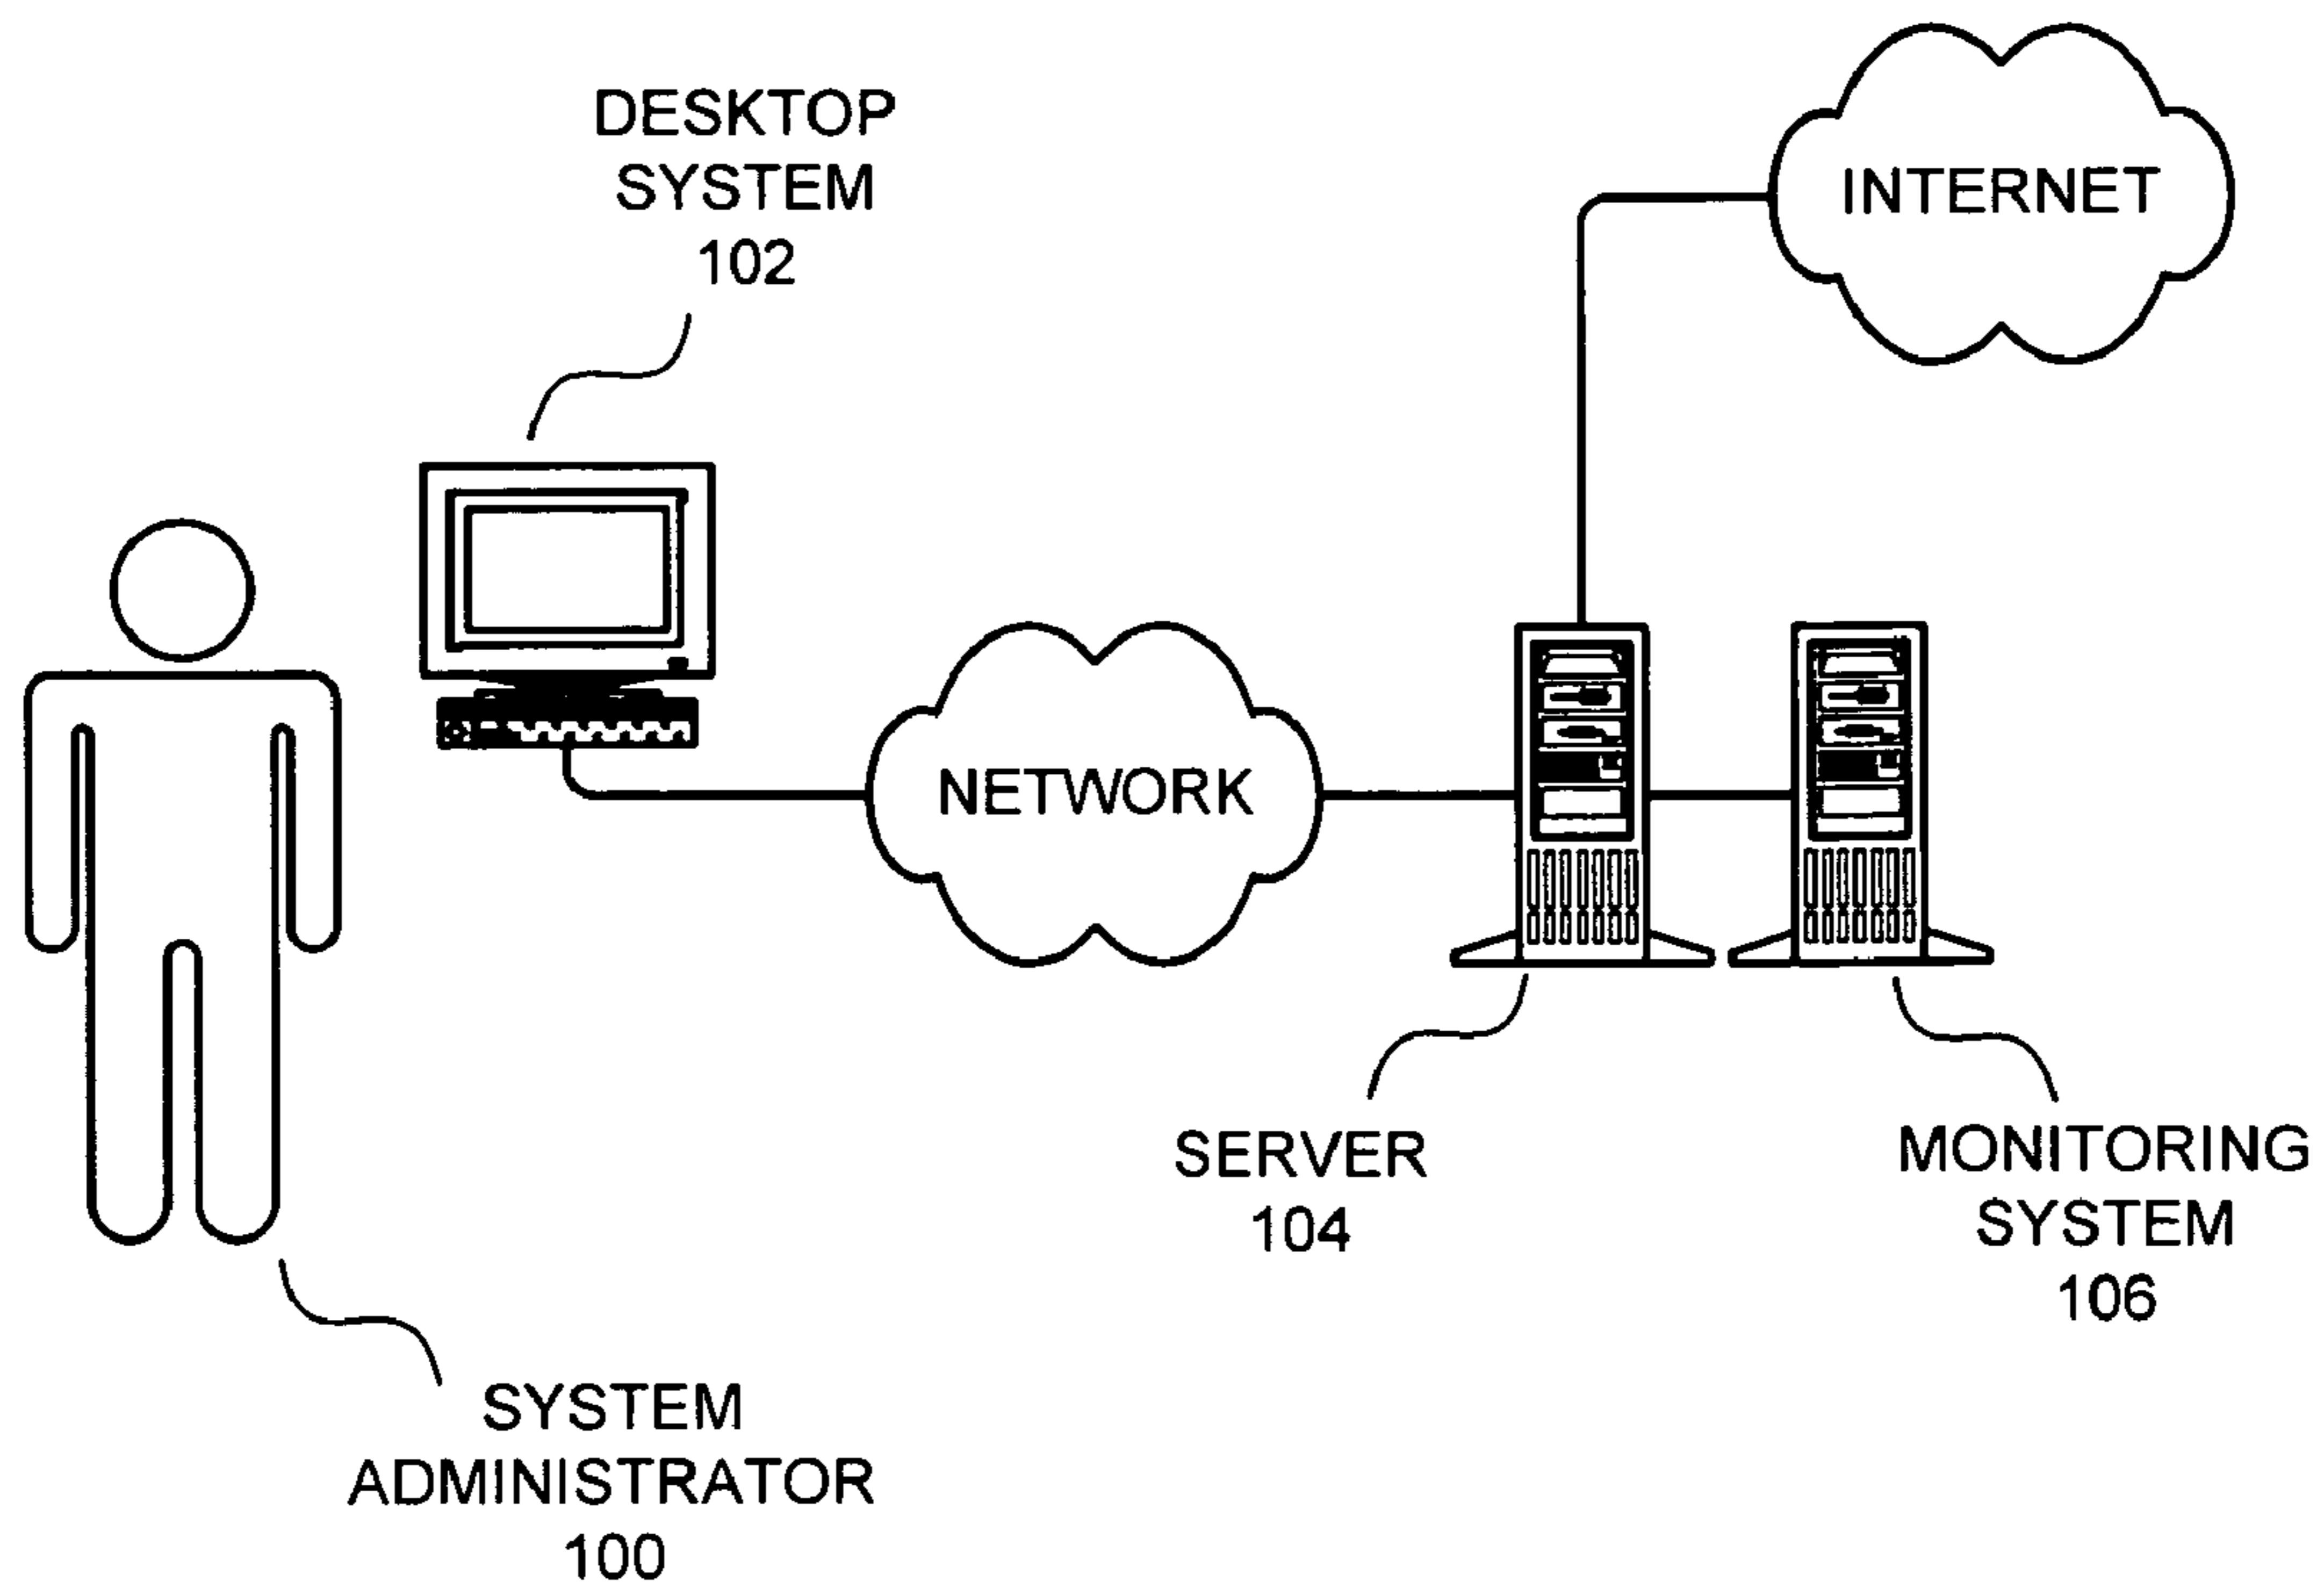 DESKTOP
SYSTEM
102
INTERNET
NETWORK
SERVER
104
MONITORING
SYSTEM
106
SYSTEM
ADMINISTRATOR
100